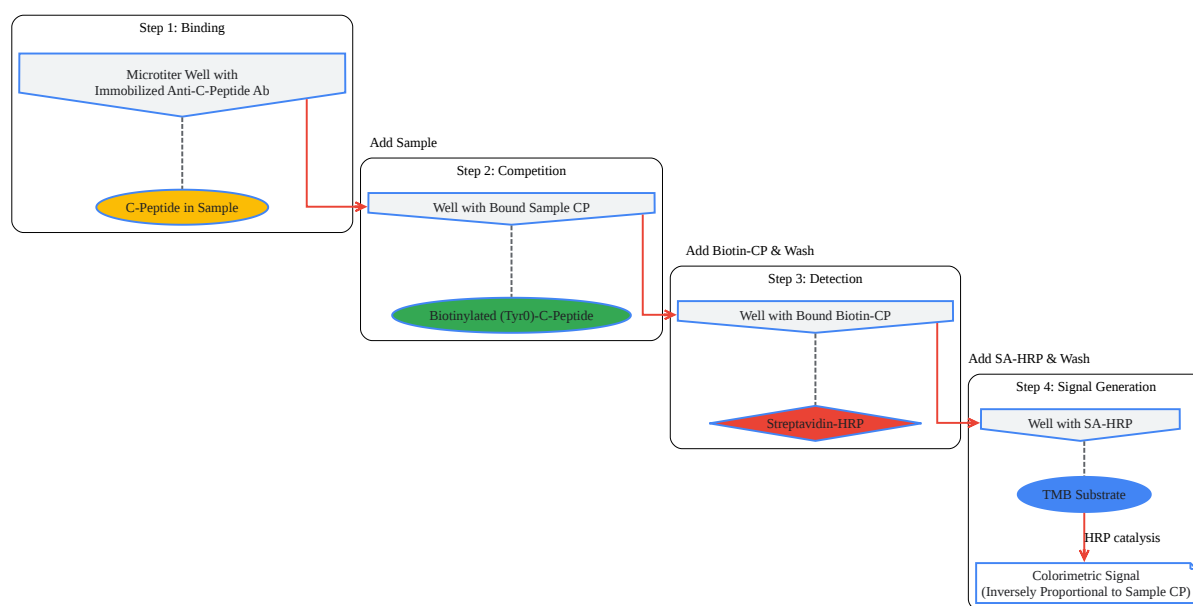 Step 1: Binding
Microtiter Well with
Immobilized Anti-C-Peptide Ab
C-Peptide in Sample
Add Sample
Step 2: Competition
Well with Bound Sample CP
Biotinylated (Tyr0)-C-Peptide
Add Biotin-CP & Wash
Step 3: Detection
Well with Bound Biotin-CP
Streptavidin-HRP
Add SA-HRP & Wash
Step 4: Signal Generation
Well with SA-HRP
TMB Substrate
HRP catalysis
Colorimetric Signal
(Inversely Proportional to Sample CP)